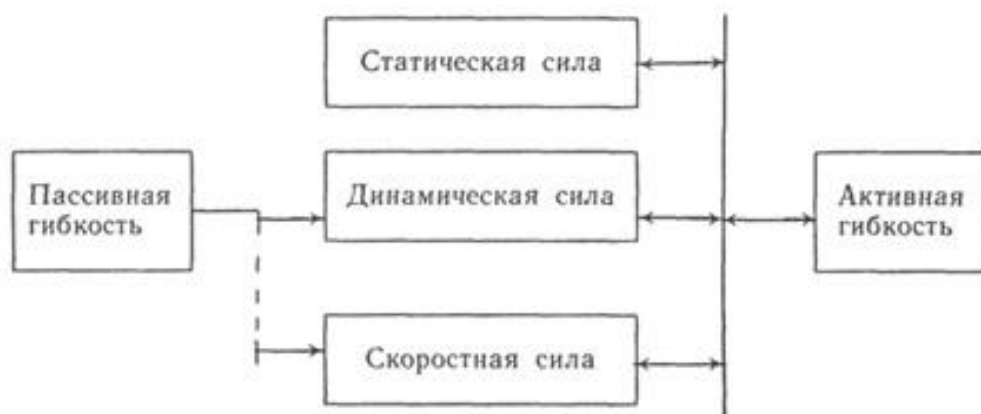 Статическая сила
Пассивная
гибкость
Динамическая сила
Активная
гибкость
Скоростная сила